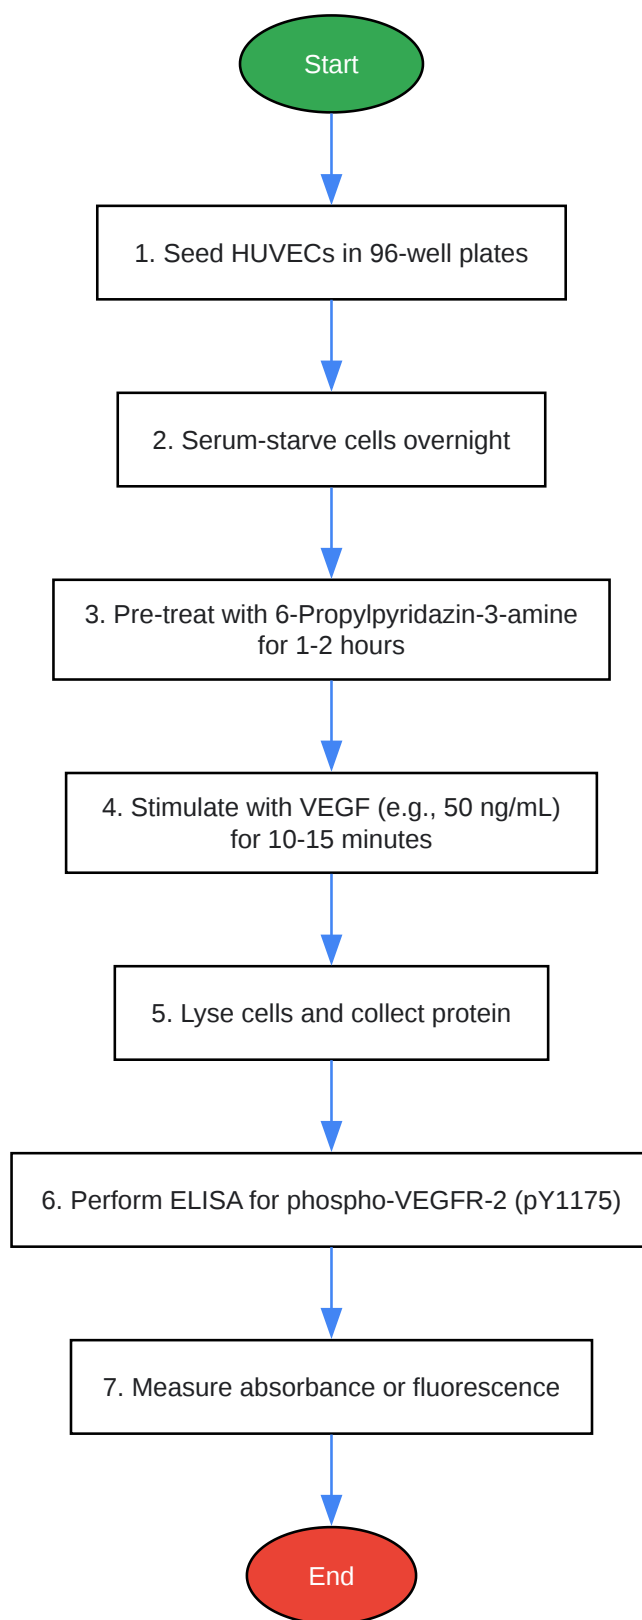 Start
1. Seed HUVECs in 96-well plates
2. Serum-starve cells overnight
3. Pre-treat with 6-Propylpyridazin-3-amine
for 1-2 hours
4. Stimulate with VEGF (e.g., 50 ng/mL)
for 10-15 minutes
5. Lyse cells and collect protein
6. Perform ELISA for phospho-VEGFR-2 (pY1175)
7. Measure absorbance or fluorescence
End